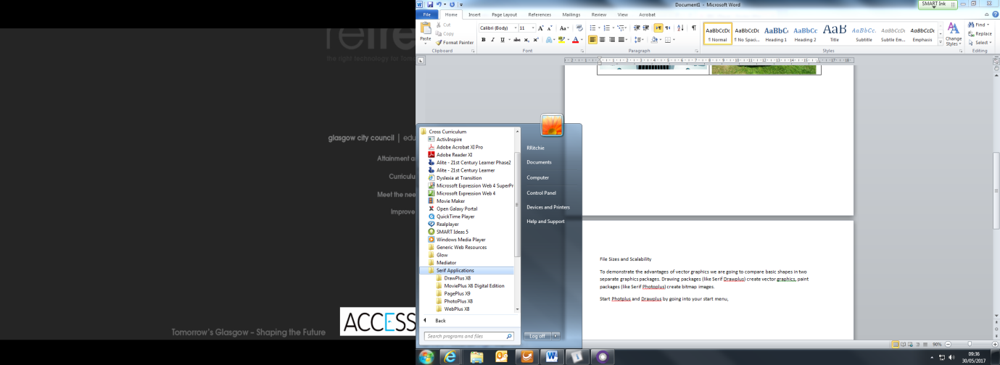 Document1 - Microsoft Word
SMART Ink
File Home Insert Page Layout References Mailings Review View Acrobat
Paste
Cut
Copy
Format Painter
Clipboard
Calibri (Body) 11
Font
Paragraph
AaBbCcDc AaBbCcDc AaBbC AaBbCc AaB AaBbCc. AaBbCcDc AaBbCcDc
¶ Normal ¶ No Spaci... Heading 1 Heading 2 Title Subtitle Subtle Em... Emphasis
Change Styles
Styles
Find
Replace
Select
Editing
the right technology for
glasgow city council | edu
Attainment a
Curriculu
Meet the nee
Improve
ACCESS
Tomorrow's Glasgow – Shaping the Future
Cross Curriculum
ActivInspire
Adobe Acrobat XI Pro
Adobe Reader XI
Alite - 21st Century Learner Phase2
Alite - 21st Century Learner
Dyslexia at Transition
Microsoft Expression Web 4 SuperPr
Microsoft Expression Web 4
Movie Maker
Open Galaxy Portal
QuickTime Player
Realplayer
SMART Ideas 5
Windows Media Player
Generic Web Resources
Glow
Mediator
Serif Applications
DrawPlus X8
MoviePlus X6 Digital Edition
PagePlus X9
PhotoPlus X8
WebPlus X8
Back
Search programs and files
RRitchie
Documents
Computer
Control Panel
Devices and Printers
Help and Support
Log off
File Sizes and Scalability
To demonstrate the advantages of vector graphics we are going to compare basic shapes in two
separate graphics packages. Drawing packages (like Serif Drawplus) create vector graphics, paint
packages (like Serif Photoplus) create bitmap images.
Start Photplus and Drawplus by going into your start menu,
90%
09:36
30/05/2017